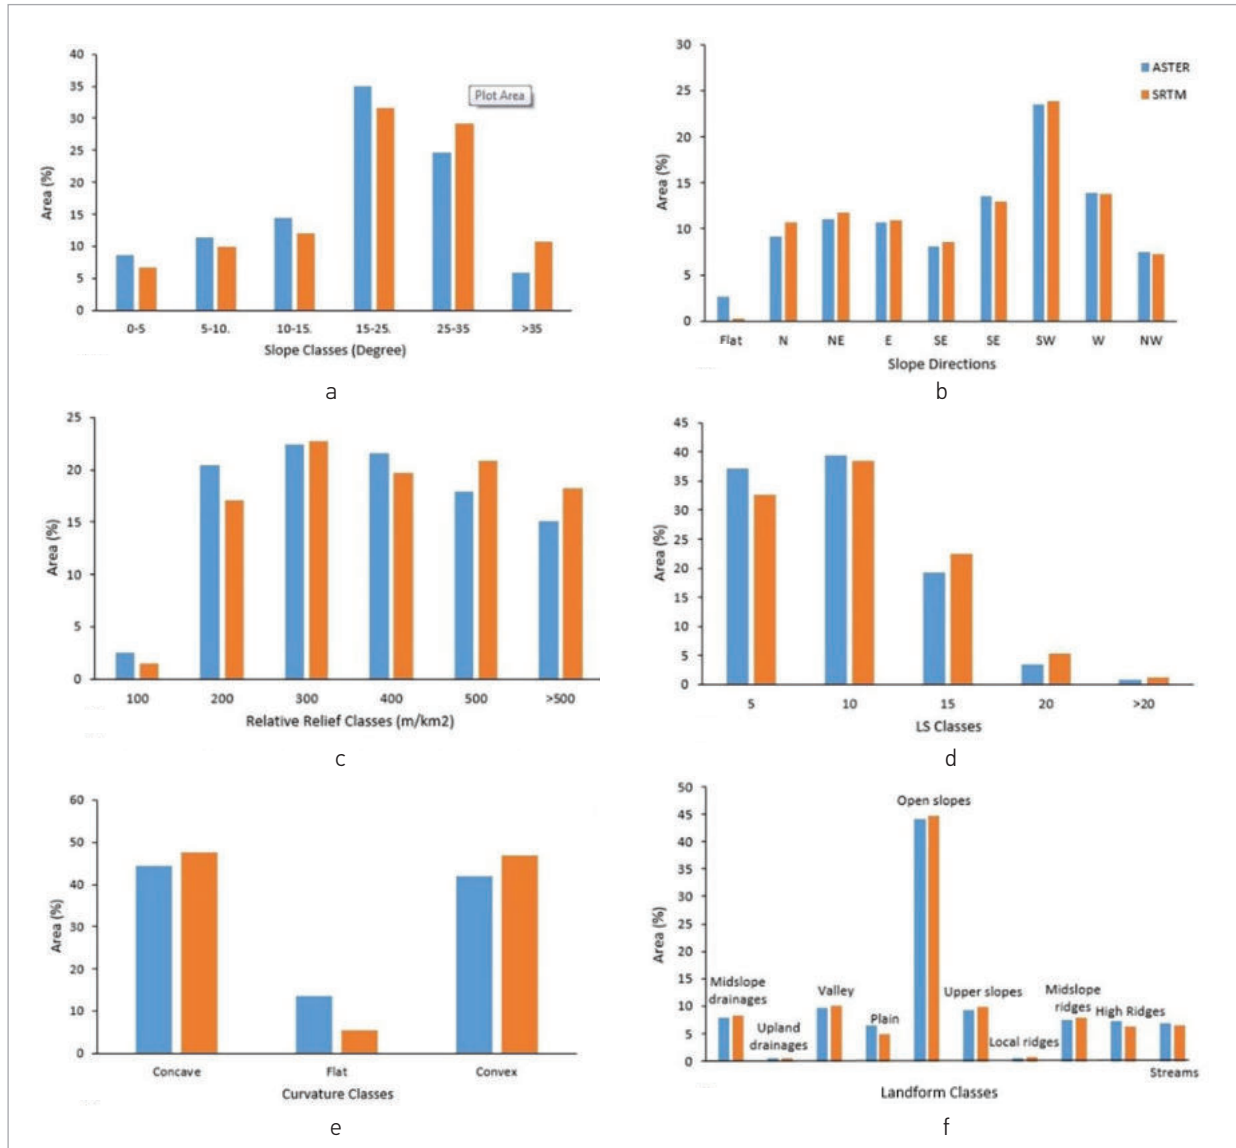 40
35
30
25
20
15
10
5
0
Area (%)
Plot Area
0-5
5-10.
10-15.
15-25.
25-35
>35
Slope Classes (Degree)
a
30
25
20
15
10
5
0
Area (%)
ASTER
SRTM
Flat
N
NE
E
SE
SE
SW
W
NW
Slope Directions
b
25
20
15
10
5
0
Area (%)
100
200
300
400
500
>500
Relative Relief Classes (m/km2)
c
45
40
35
30
25
20
15
10
5
0
Area (%)
5
10
15
20
>20
LS Classes
d
60
50
40
30
20
10
0
Area (%)
Concave
Flat
Convex
Curvature Classes
e
50
45
40
35
30
25
20
15
10
5
0
Area (%)
Midslope
drainages
Upland
drainages
Valley
Plain
Open slopes
Upper slopes
Local ridges
Midslope
ridges
High Ridges
Streams
Landform Classes
f